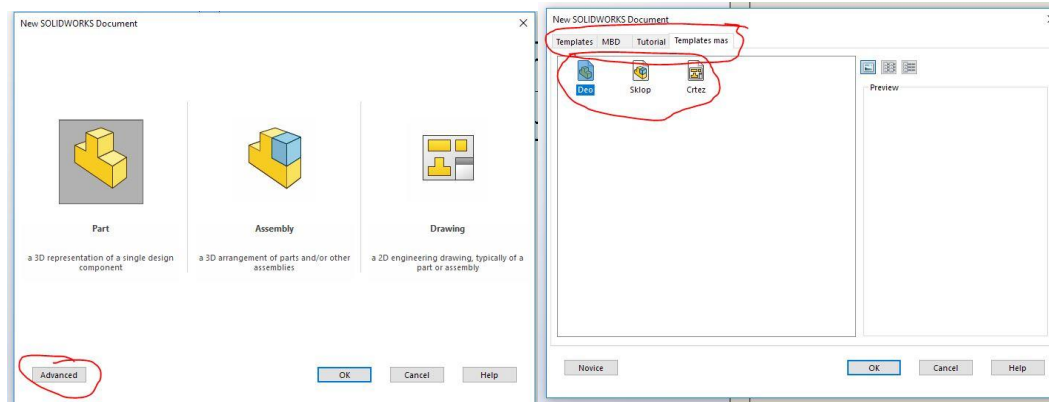 New SOLIDWORKS Document
Part
Assembly
Drawing
a 3D representation of a single design
component
a 3D arrangement of parts and/or other
assemblies
a 2D engineering drawing, typically of a
part or assembly
Advanced
OK
Cancel
Help
New SOLIDWORKS Document
Templates MBD Tutorial Templates mas
Deo
Sklop
Crtez
Preview
Novice
OK
Cancel
Help